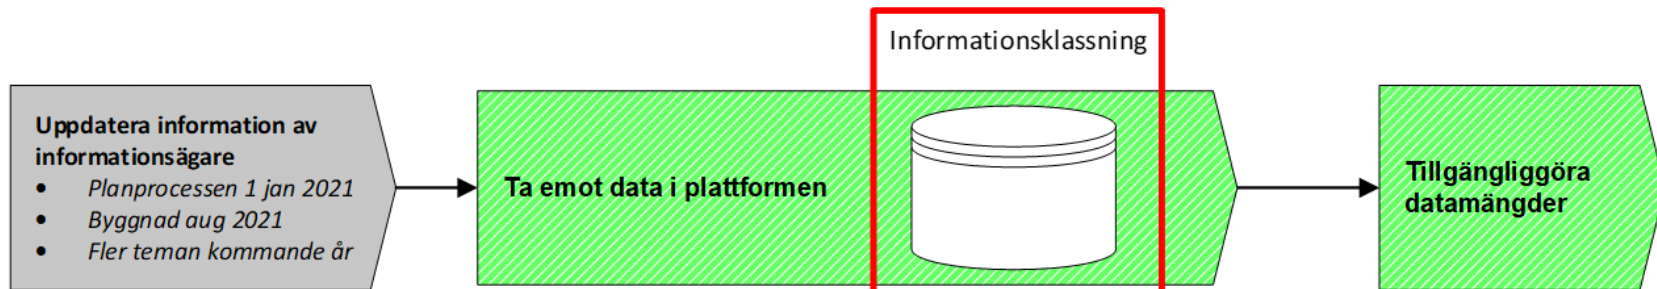 Informationsklassning
Uppdatera information av
informationsägare
• Planprocessen 1 jan 2021
• Byggnad aug 2021
• Fler teman kommande år
Ta emot data i plattformen
Tillgängliggöra
datamängder